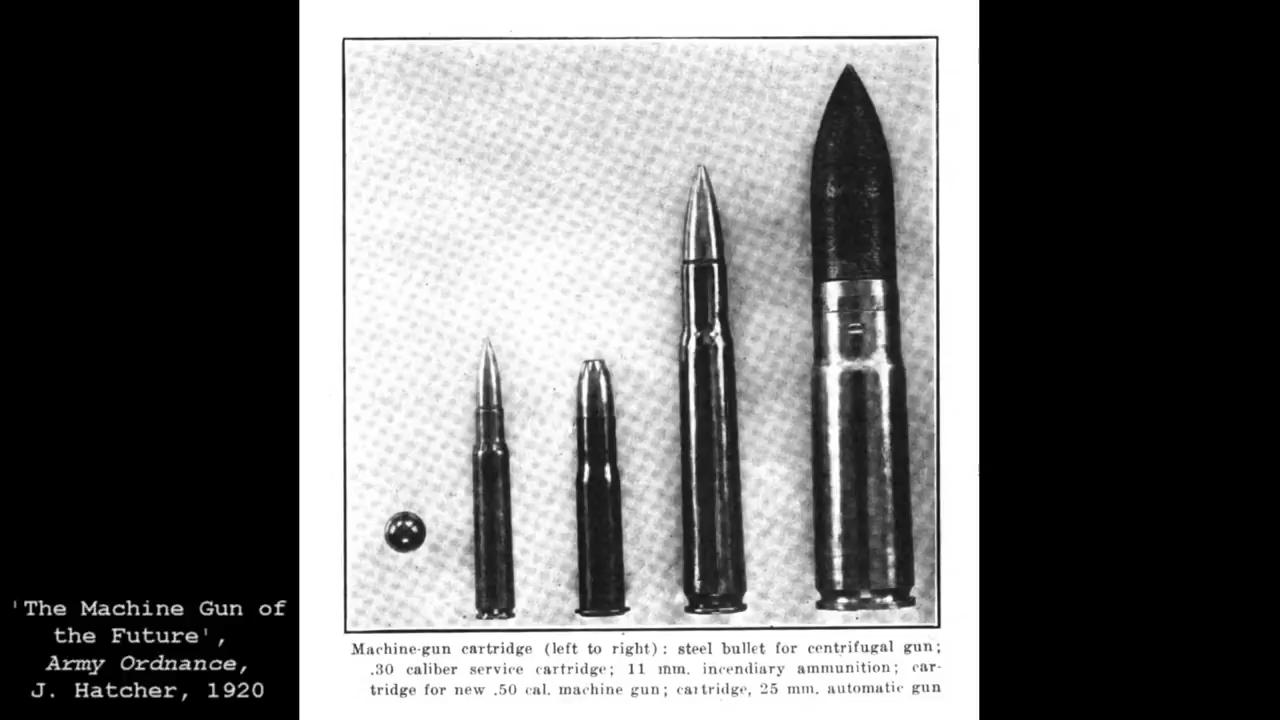 'The Machine Gun of
the Future',
Army Ordnance,
J. Hatcher, 1920
Machine-gun cartridge (left to right): steel bullet for centrifugal gun;
.30 caliber service cartridge; 11 mm. incendiary ammunition; car-
tridge for new .50 cal. machine gun; cartridge, 25 mm. automatic gun